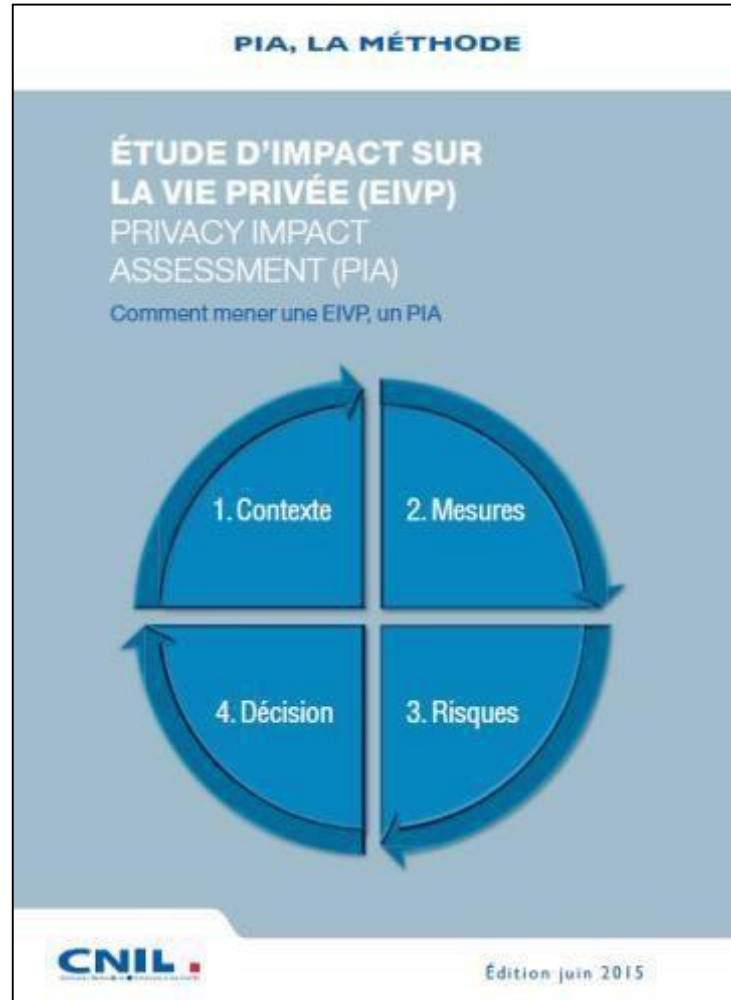 PIA, LA MÉTHODE
ÉTUDE D'IMPACT SUR
LA VIE PRIVÉE (EIVP)
PRIVACY IMPACT
ASSESSMENT (PIA)
Comment mener une EIVP, un PIA
1. Contexte
2. Mesures
4. Décision
3. Risques
CNIL
Édition juin 2015